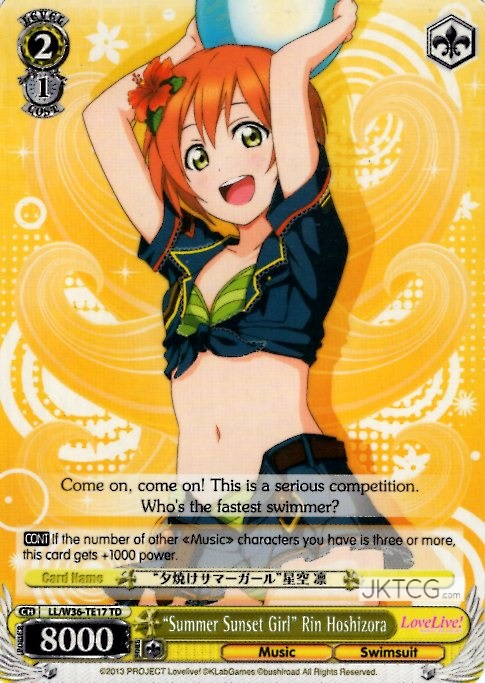 LEVEL
2
1
COST
Come on, come on! This is a serious competition.
Who's the fastest swimmer?
CONT If the number of other «Music» characters you have is three or more,
this card gets +1000 power.
Card Name
"夕焼けサマーガール"星空 凛
JKTCG.com
CH LL/W36-TE17 TD
"Summer Sunset Girl" Rin Hoshizora
LoveLive!
POWER
8000
SOUL
Music
Swimsuit
©2013 PROJECT Lovelive! ©KLabGames ©bushiroad All Rights Reserved.